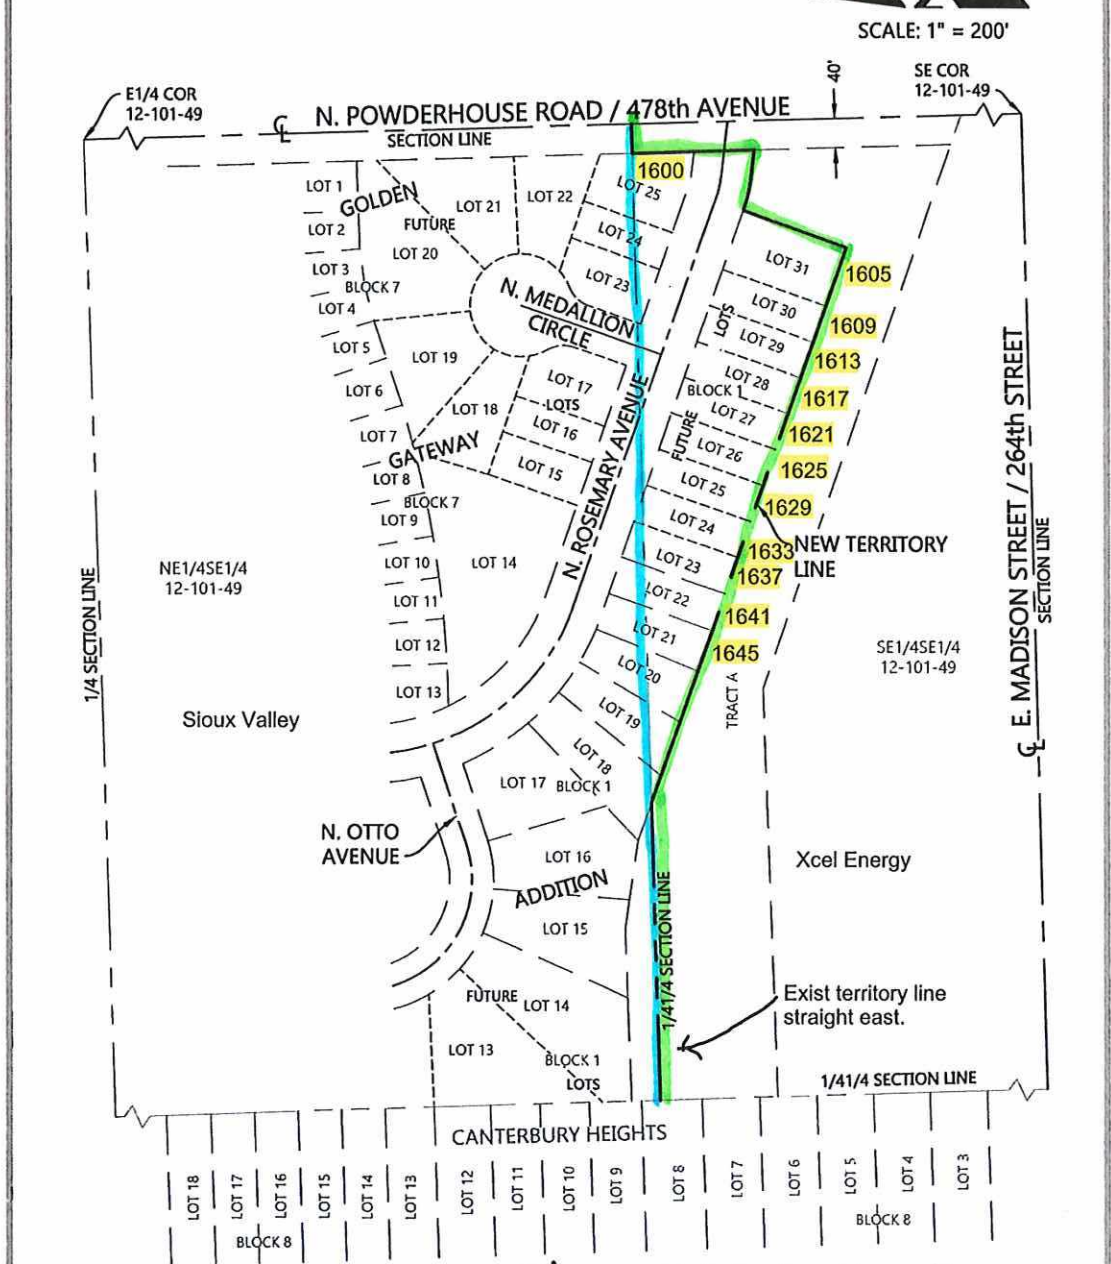 SCALE: 1" = 200'
E1/4 COR
12-101-49
40'
SE COR
12-101-49
N. POWDERHOUSE ROAD / 478th AVENUE
SECTION LINE
1600
LOT 1
GOLDEN
LOT 2
FUTURE
LOT 21
LOT 22
LOT 25
LOT 20
LOT 24
LOT 3
BLOCK 7
LOT 4
LOT 23
N. MEDALLION
CIRCLE
LOT 31
1605
LOT 30
LOTS
1609
LOT 29
LOT 5
LOT 19
1613
LOT 28
LOT 6
LOT 17
LOTS
BLOCK 1
1617
LOT 18
LOT 16
LOT 27
FUTURE
1621
LOT 7
GATEWAY
LOT 26
LOT 15
1625
LOT 8
LOT 25
BLOCK 7
1629
LOT 9
LOT 24
N. ROSEMARY AVENUE
NEW TERRITORY
LINE
1633
LOT 10
LOT 14
LOT 23
1637
NE1/4SE1/4
12-101-49
LOT 11
LOT 22
1641
LOT 12
LOT 21
1645
LOT 20
SE1/4SE1/4
12-101-49
1/4 SECTION LINE
E. MADISON STREET / 264th STREET
SECTION LINE
LOT 13
TRACT A
LOT 19
Sioux Valley
LOT 18
LOT 17
BLOCK 1
N. OTTO
AVENUE
LOT 16
Xcel Energy
ADDITION
LOT 15
1/41/4 SECTION LINE
FUTURE
LOT 14
Exist territory line
straight east.
LOT 13
BLOCK 1
LOTS
1/41/4 SECTION LINE
CANTERBURY HEIGHTS
LOT 18
LOT 17
LOT 16
LOT 15
LOT 14
LOT 13
LOT 12
LOT 11
LOT 10
LOT 9
LOT 8
LOT 7
LOT 6
LOT 5
LOT 4
LOT 3
BLOCK 8
BLOCK 8